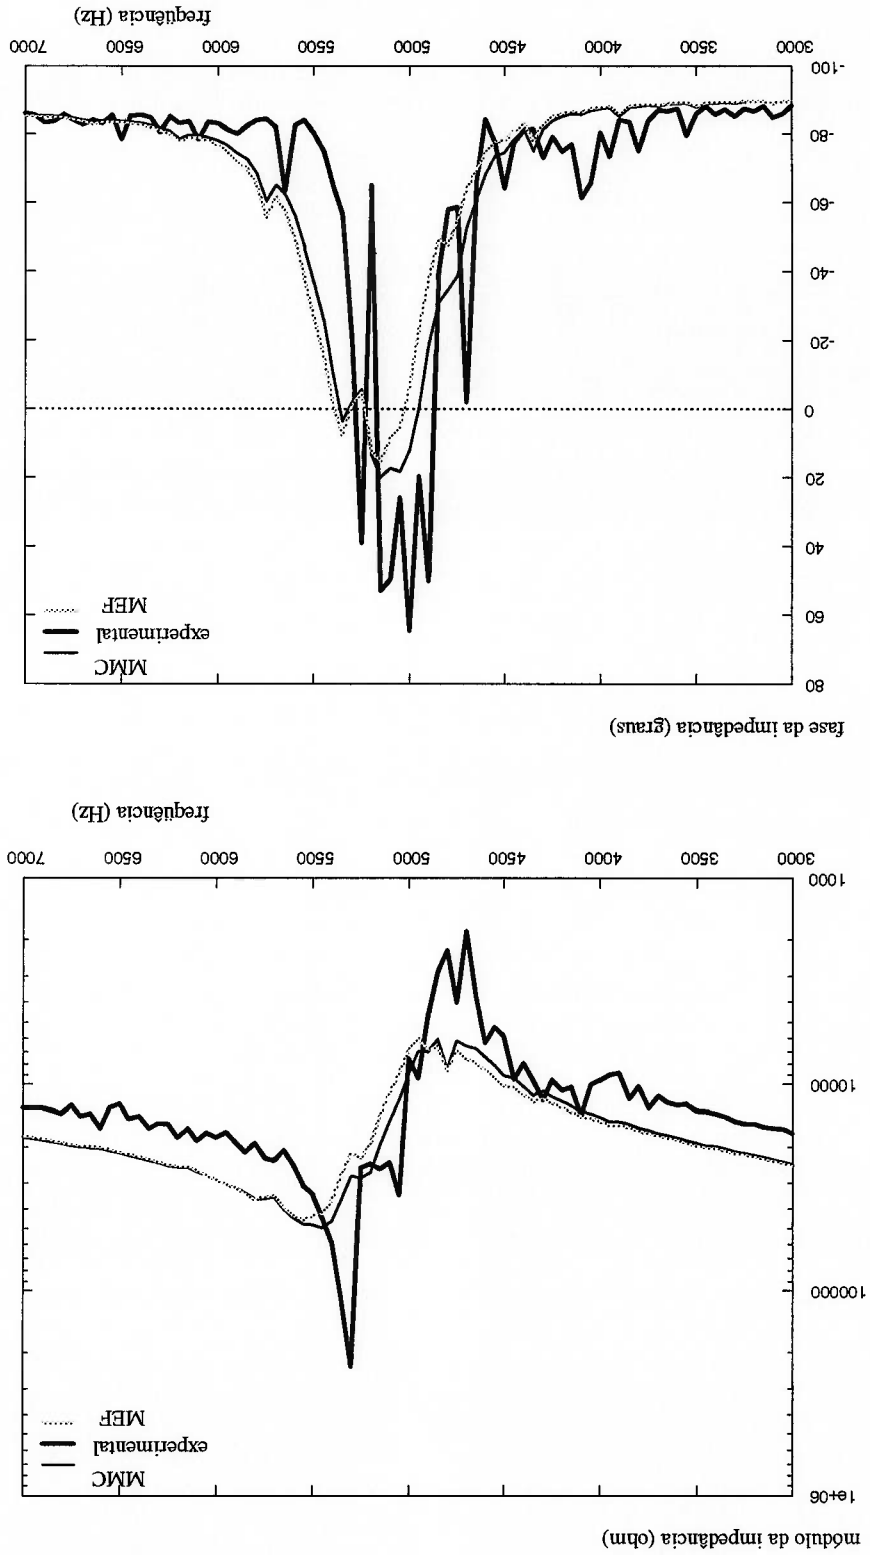 módulo da impedância (ohm)
1e+06
MMC
experimental
MEF
100000
10000
1000
3000 3500 4000 4500 5000 5500 6000 6500 7000
freqüência (Hz)
fase da impedância (graus)
80
MMC
experimental
MEF
60
40
20
0
-20
-40
-60
-80
-100
3000 3500 4000 4500 5000 5500 6000 6500 7000
freqüência (Hz)